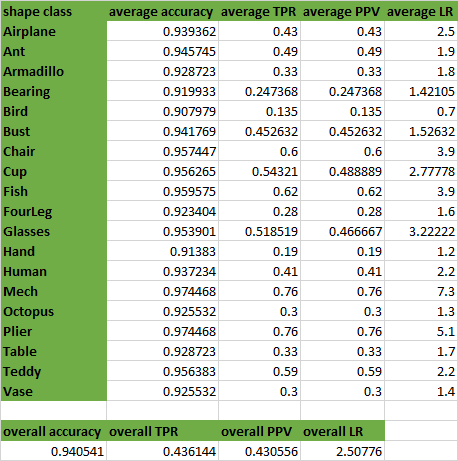 shape class average accuracy average TPR average PPV average LR
Airplane 0.939362 0.43 0.43 2.5
Ant 0.945745 0.49 0.49 1.9
Armadillo 0.928723 0.33 0.33 1.8
Bearing 0.919933 0.247368 0.247368 1.42105
Bird 0.907979 0.135 0.135 0.7
Bust 0.941769 0.452632 0.452632 1.52632
Chair 0.957447 0.6 0.6 3.9
Cup 0.956265 0.54321 0.488889 2.77778
Fish 0.959575 0.62 0.62 3.9
FourLeg 0.923404 0.28 0.28 1.6
Glasses 0.953901 0.518519 0.466667 3.22222
Hand 0.91383 0.19 0.19 1.2
Human 0.937234 0.41 0.41 2.2
Mech 0.974468 0.76 0.76 7.3
Octopus 0.925532 0.3 0.3 1.3
Plier 0.974468 0.76 0.76 5.1
Table 0.928723 0.33 0.33 1.7
Teddy 0.956383 0.59 0.59 2.2
Vase 0.925532 0.3 0.3 1.4
overall accuracy overall TPR overall PPV overall LR
0.940541 0.436144 0.430556 2.50776